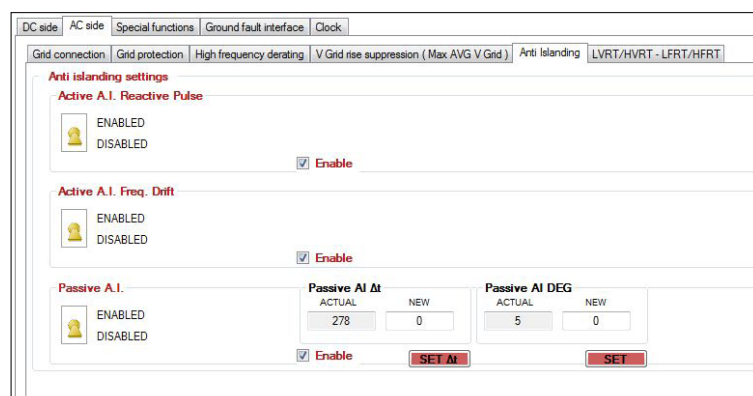 DC side AC side Special functions Ground fault interface Clock
Grid connection Grid protection High frequency derating V Grid rise suppression ( Max AVG V Grid ) Anti Islanding LVRT/HVRT - LFRT/HFRT
Anti islanding settings
Active A.I. Reactive Pulse
ENABLED
DISABLED
Enable
Active A.I. Freq. Drift
ENABLED
DISABLED
Enable
Passive A.I. Passive AI Δt Passive AI DEG
ACTUAL NEW ACTUAL NEW
ENABLED 278 0 5 0
DISABLED
Enable SET Δt SET